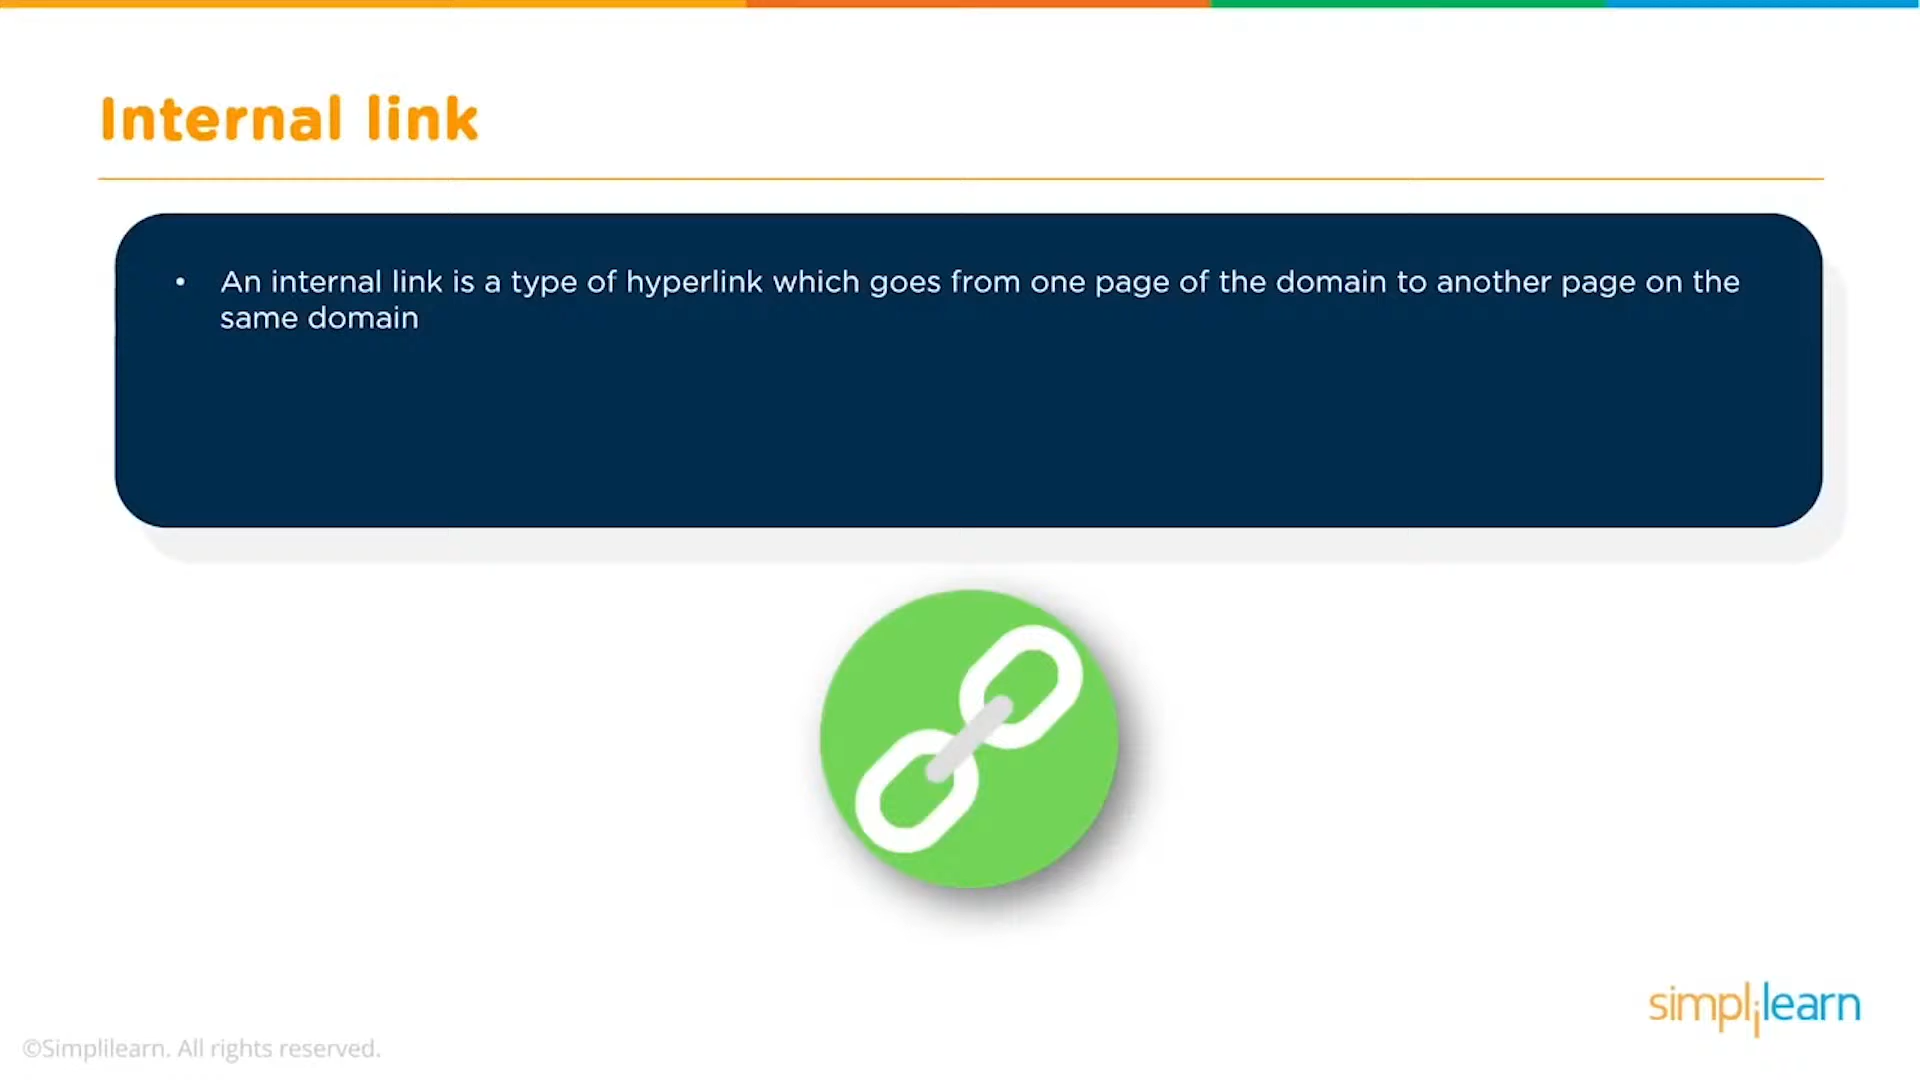 Internal link
• An internal link is a type of hyperlink which goes from one page of the domain to another page on the
same domain
simplilearn
©Simplilearn. All rights reserved.